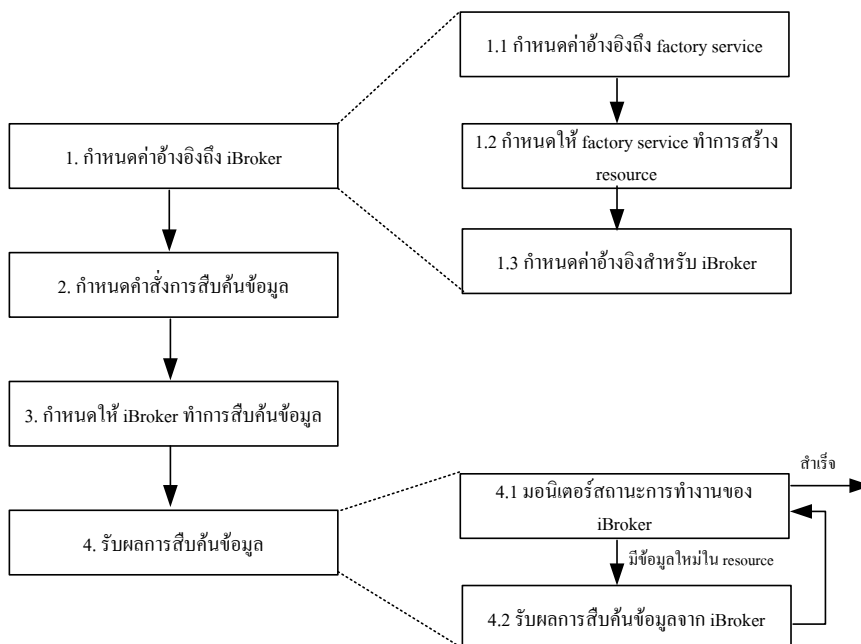 1. กำหนดค่าอ้างอิงถึง iBroker
1.1 กำหนดค่าอ้างอิงถึง factory service
1.2 กำหนดให้ factory service ทำการสร้าง
resource
1.3 กำหนดค่าอ้างอิงสำหรับ iBroker
2. กำหนดคำสั่งการสืบค้นข้อมูล
3. กำหนดให้ iBroker ทำการสืบค้นข้อมูล
4. รับผลการสืบค้นข้อมูล
4.1 มอนิเตอร์สถานะการทำงานของ
iBroker
สำเร็จ
มีข้อมูลใหม่ใน resource
4.2 รับผลการสืบค้นข้อมูลจาก iBroker